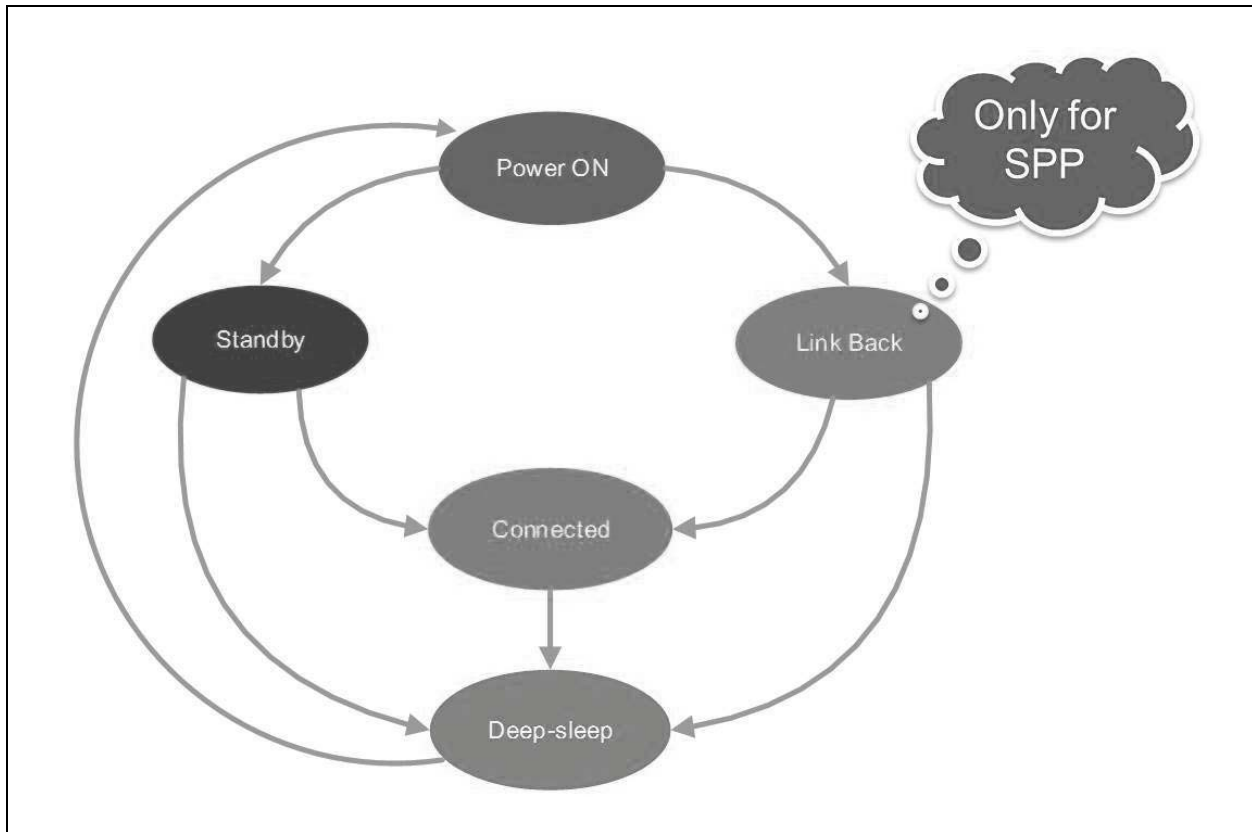 Only for
SPP
Power ON
Standby
Link Back
Connected
Deep-sleep